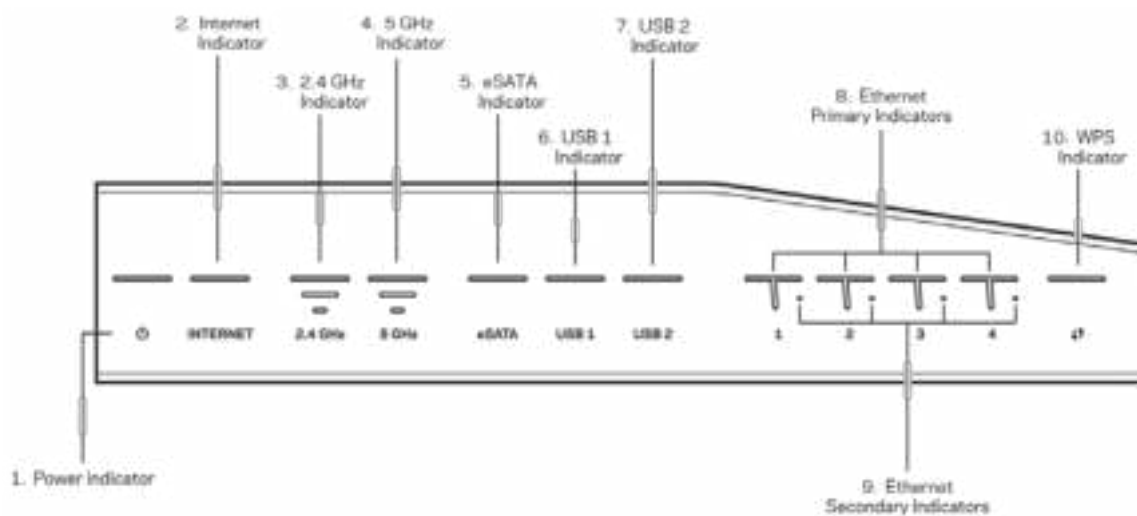 2. Internet
Indicator
4. 5 GHz
Indicator
7. USB 2
Indicator
3. 2.4 GHz
Indicator
5. eSATA
Indicator
8. Ethernet
Primary Indicators
6. USB 1
Indicator
10. WPS
Indicator
INTERNET
2.4 GHz
5 GHz
eSATA
USB 1
USB 2
1
2
3
4
1. Power indicator
9. Ethernet
Secondary Indicators